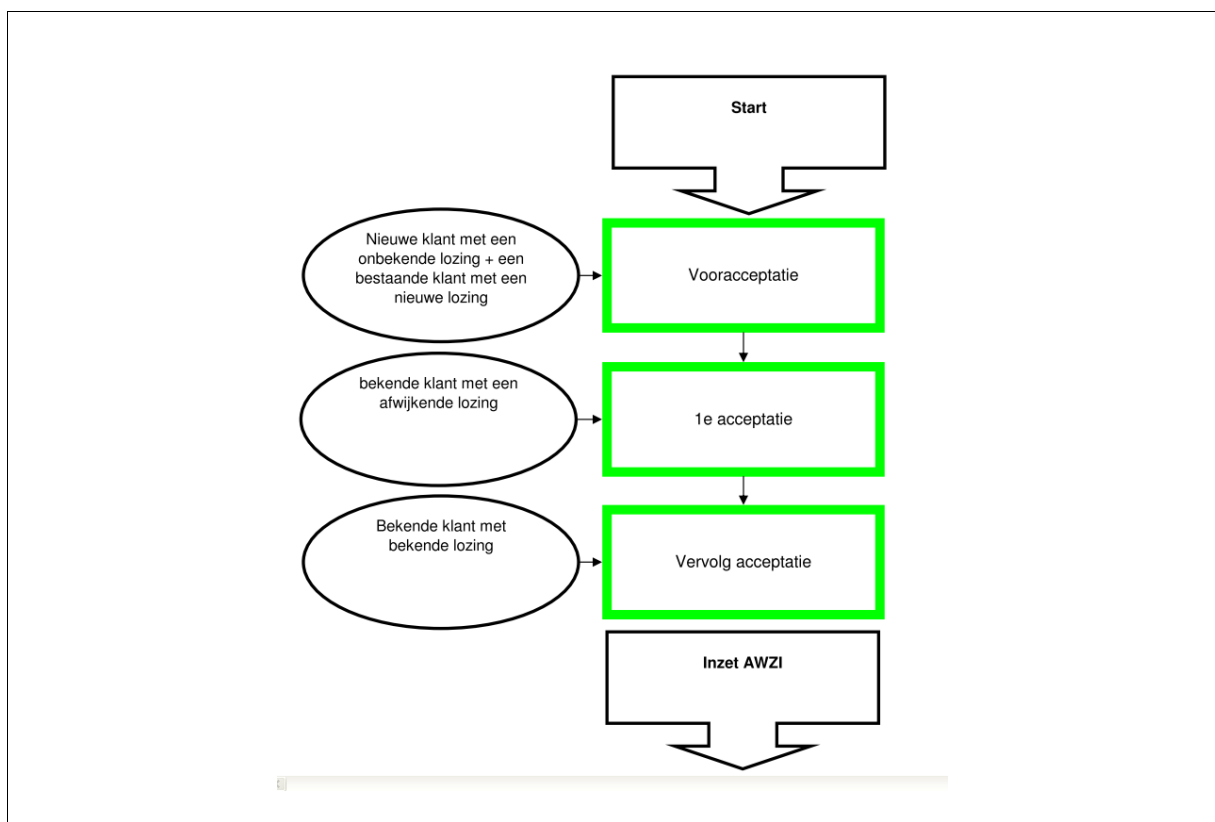 Start
Nieuwe klant met een
onbekende lozing + een
bestaande klant met een
nieuwe lozing
Vooracceptatie
bekende klant met een
afwijkende lozing
1e acceptatie
Bekende klant met
bekende lozing
Vervolg acceptatie
Inzet AWZI